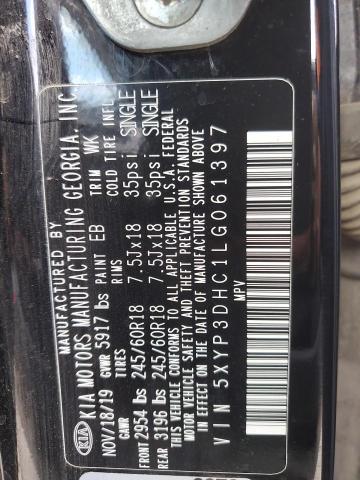 MANUFACTURED BY
KIA KIA MOTORS MANUFACTURING GEORGIA, INC.
NOV/18/19 GVWR 5917 lbs PAINT EB TRIM WK
GAWR TIRES RIMS COLD TIRE INFL.
FRONT 2954 lbs 245/60R18 7.5Jx18 35psi SINGLE
REAR 3196 lbs 245/60R18 7.5Jx18 35psi SINGLE
THIS VEHICLE CONFORMS TO ALL APPLICABLE U.S.A. FEDERAL
MOTOR VEHICLE SAFETY AND THEFT PREVENTION STANDARDS
IN EFFECT ON THE DATE OF MANUFACTURE SHOWN ABOVE
VIN 5XYP3DHC1LG061397
MPV